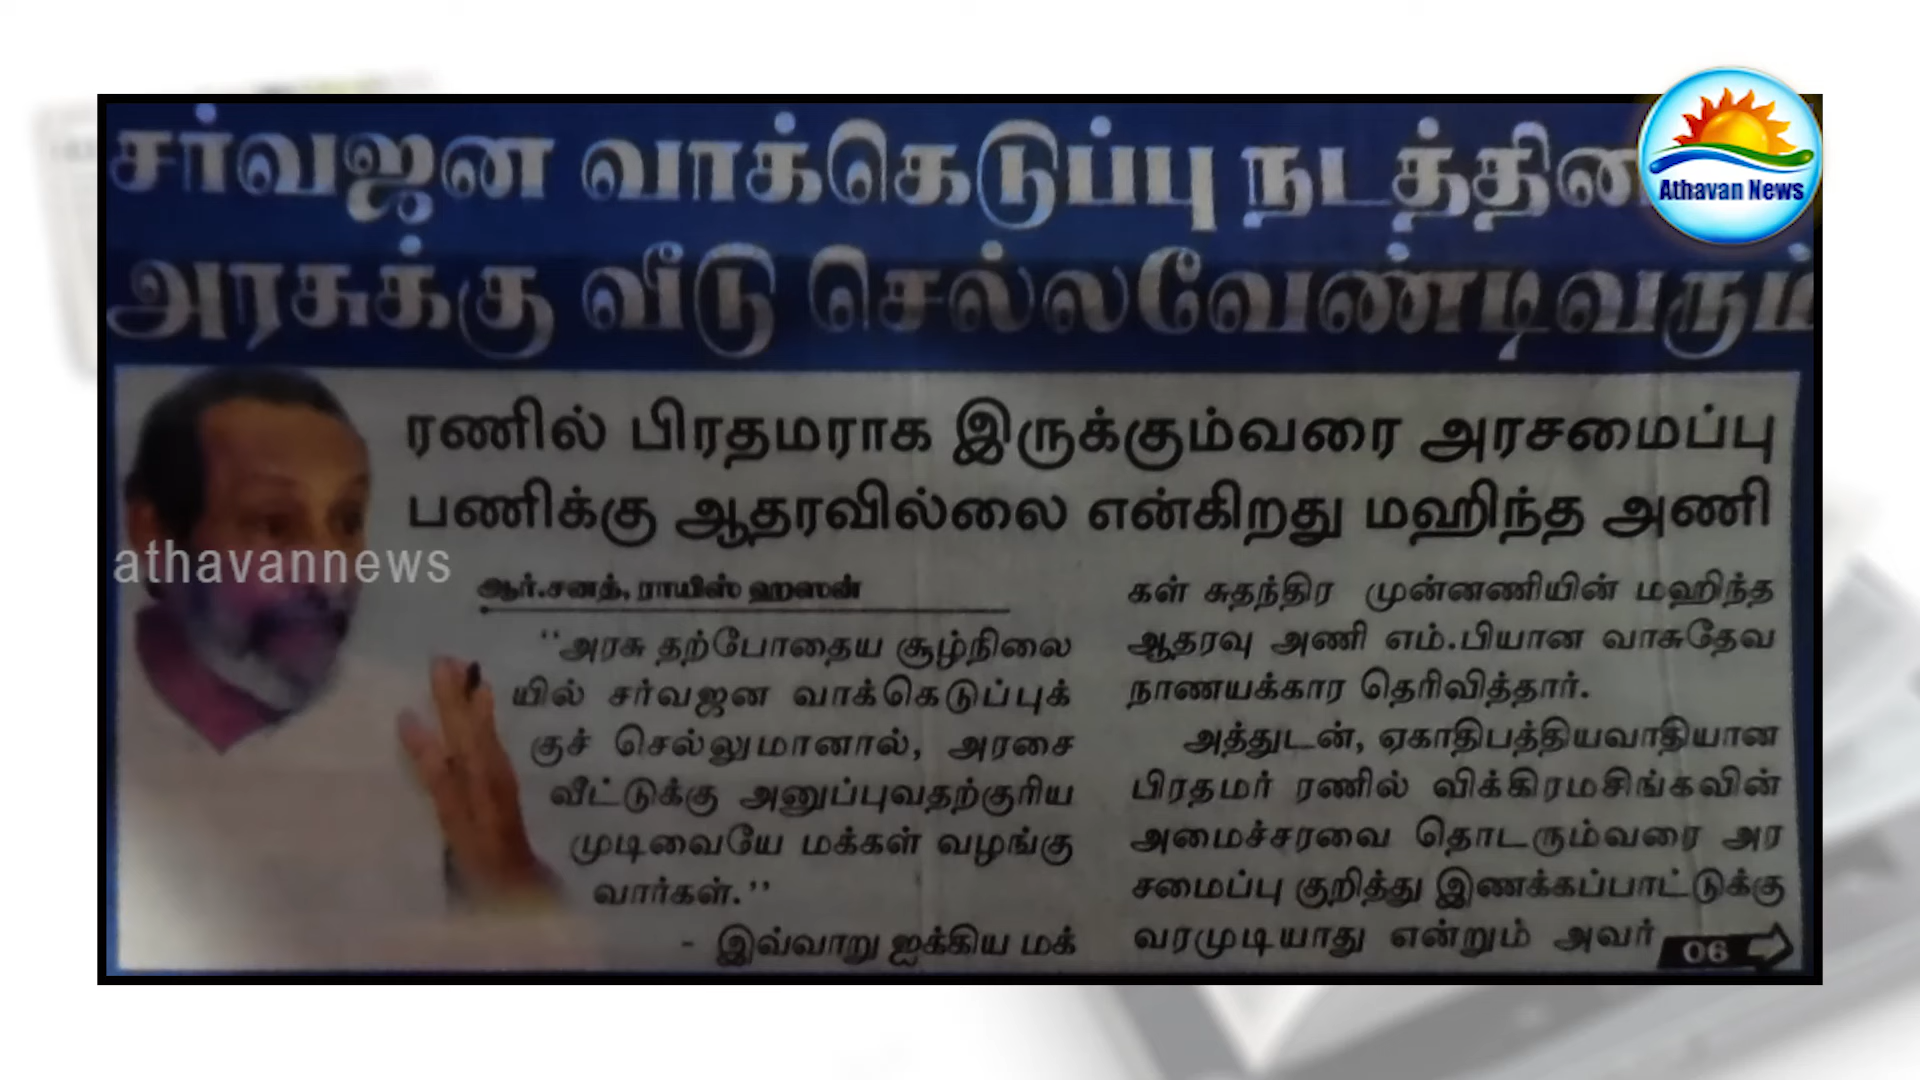 சர்வஜன வாக்கெடுப்பு
அரசுக்கு வீடு செல்லவேண்டிவரும்
Athavan News
ரணில் பிரதமராக இருக்கும்வரை அரசமைப்பு
பணிக்கு ஆதரவில்லை என்கிறது மஹிந்த அணி
athavannews
ஆர்.சனத், ராயிஸ் ஹஸன்
"அரசு தற்போதைய சூழ்நிலை
யில் சர்வஜன வாக்கெடுப்புக்
குச் செல்லுமானால், அரசை
வீட்டுக்கு அனுப்புவதற்குரிய
முடிவையே மக்கள் வழங்கு
வார்கள்."
- இவ்வாறு ஐக்கிய மக்
கள் சுதந்திர முன்னணியின் மஹிந்த
ஆதரவு அணி எம்.பியான வாசுதேவ
நாணயக்கார தெரிவித்தார்.
அத்துடன், ஏகாதிபத்தியவாதியான
பிரதமர் ரணில் விக்கிரமசிங்கவின்
அமைச்சரவை தொடரும்வரை அர
சமைப்பு குறித்து இணக்கப்பாட்டுக்கு
வரமுடியாது என்றும் அவர்
06